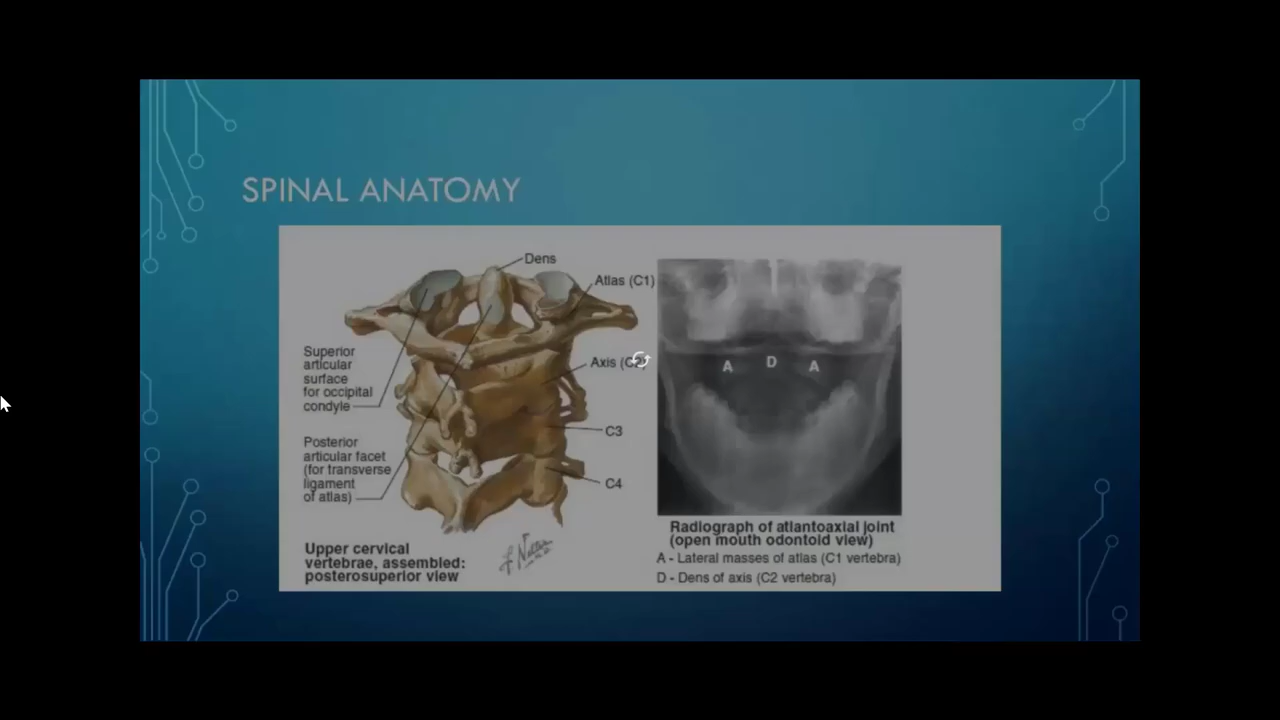 SPINAL ANATOMY
Dens
Atlas (C1)
Superior
articular
surface
for occipital
condyle
Axis (C2)
C3
Posterior
articular facet
(for transverse
ligament
of atlas)
C4
Upper cervical
vertebrae, assembled:
posterosuperior view
A D A
Radiograph of atlantoaxial joint
(open mouth odontoid view)
A - Lateral masses of atlas (C1 vertebra)
D - Dens of axis (C2 vertebra)